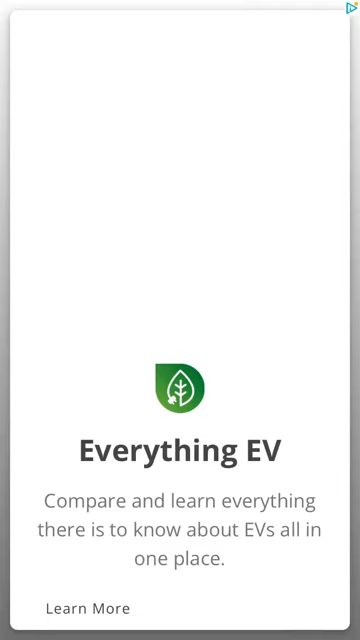 Everything EV
Compare and learn everything
there is to know about EVs all in
one place.
Learn More